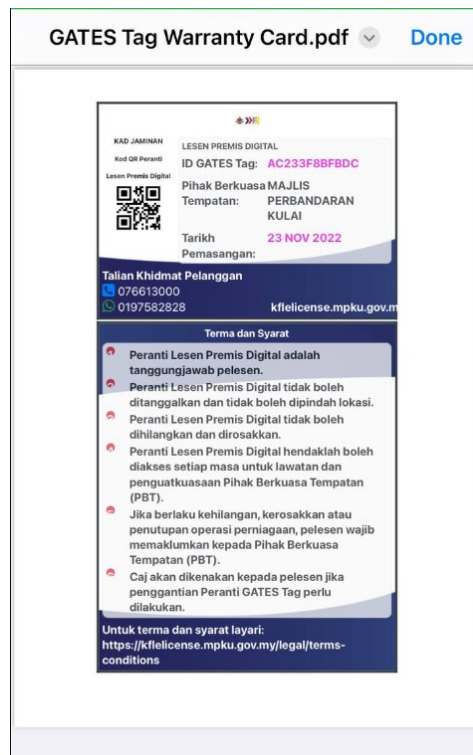 GATES Tag Warranty Card.pdf
Done
KAD JAMINAN
Kod QR Peranti
Lesen Premis Digital
LESEN PREMIS DIGITAL
ID GATES Tag: AC233F8BFBDC
Pihak Berkuasa MAJLIS
Tempatan: PERBANDARAN
KULAI
Tarikh 23 NOV 2022
Pemasangan:
Talian Khidmat Pelanggan
076613000
0197582828
kflelicense.mpku.gov.m
Terma dan Syarat
Peranti Lesen Premis Digital adalah
tanggungjawab pelesen.
Peranti Lesen Premis Digital tidak boleh
ditanggalkan dan tidak boleh dipindah lokasi.
Peranti Lesen Premis Digital tidak boleh
dihilangkan dan dirosakkan.
Peranti Lesen Premis Digital hendaklah boleh
diakses setiap masa untuk lawatan dan
penguatkuasaan Pihak Berkuasa Tempatan
(PBT).
Jika berlaku kehilangan, kerosakkan atau
penutupan operasi perniagaan, pelesen wajib
memaklumkan kepada Pihak Berkuasa
Tempatan (PBT).
Caj akan dikenakan kepada pelesen jika
penggantian Peranti GATES Tag perlu
dilakukan.
Untuk terma dan syarat layari:
https://kflelicense.mpku.gov.my/legal/terms-
conditions